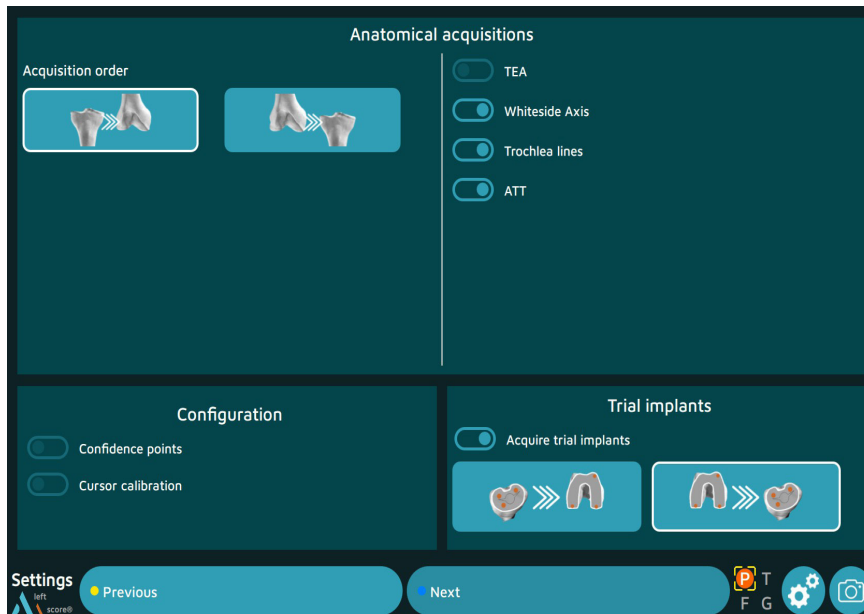 Anatomical acquisitions
Acquisition order
TEA
Whiteside Axis
Trochlea lines
ATT
Configuration
Confidence points
Cursor calibration
Trial implants
Acquire trial implants
Settings
left
score®
Previous
Next
P T
F G